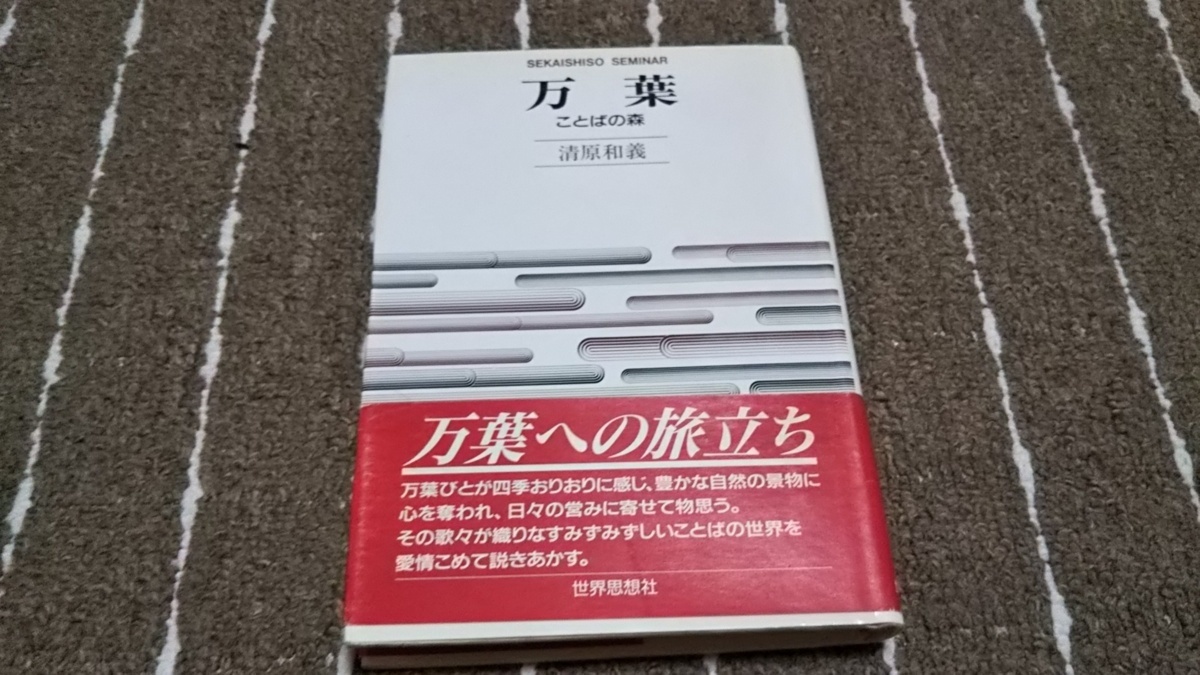 SEKAISHISO SEMINAR
万 葉
ことばの森
清原和義
万葉への旅立ち
万葉びとが四季おりおりに感じ、豊かな自然の景物に
心を奪われ、日々の営みに寄せて物思う。
その歌々が織りなすみずみずしいことばの世界を
愛情こめて説きあかす。
世界思想社